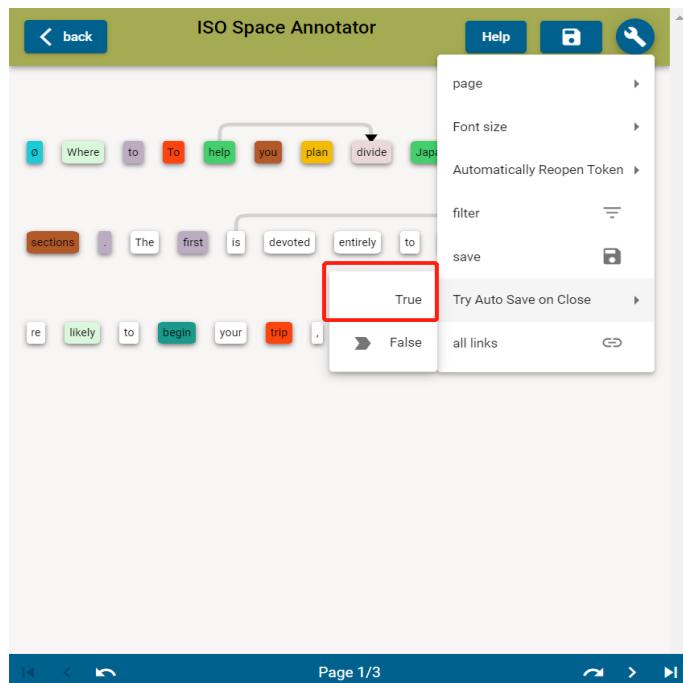 back ISO Space Annotator Help
page
Font size
Automatically Reopen Token
filter
save
Try Auto Save on Close
all links
True
False
ø Where to To help you plan divide
sections . The first is devoted entirely to
re likely to begin your trip ,
Page 1/3